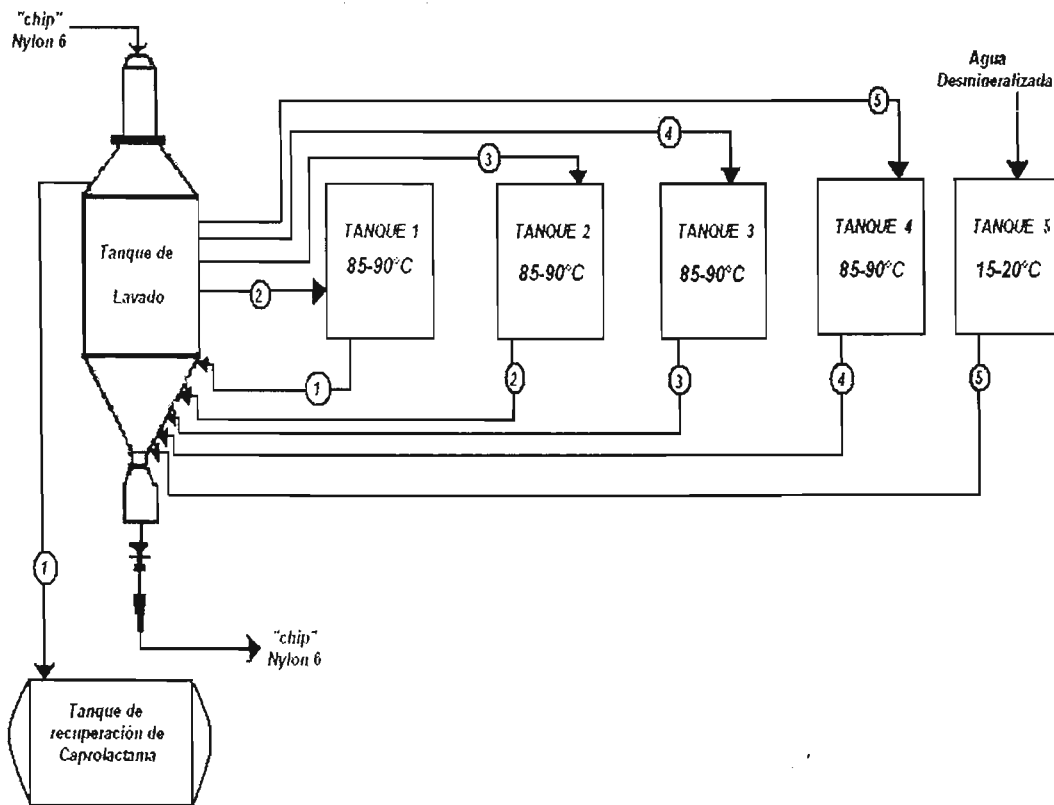 "chip"
Nylon 6
Agua
Desmineralizada
5
4
3
TANQUE 1
85-90°C
TANQUE 2
85-90°C
TANQUE 3
85-90°C
TANQUE 4
85-90°C
TANQUE 5
15-20°C
Tanque de
Lavado
2
1
2
3
4
5
1
"chip"
Nylon 6
Tanque de
recuperación de
Caprolactama